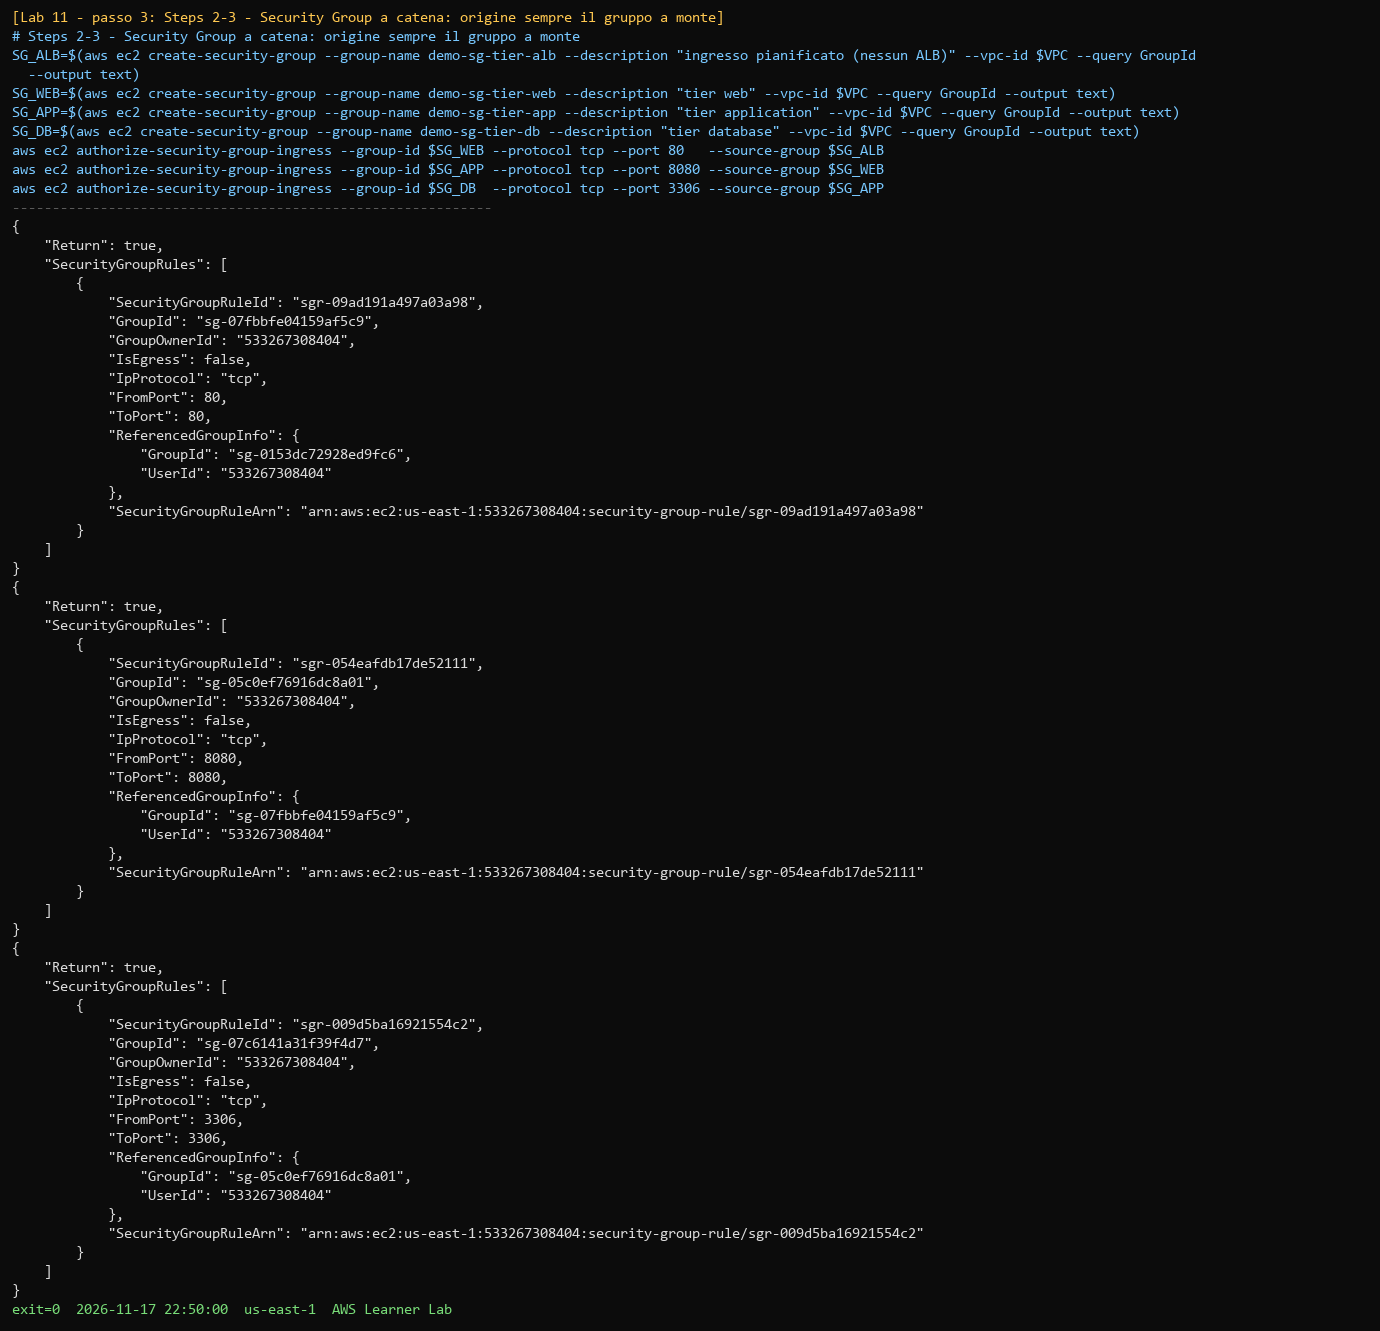 [Lab 11 - passo 3: Steps 2-3 - Security Group a catena: origine sempre il gruppo a monte]
# Steps 2-3 - Security Group a catena: origine sempre il gruppo a monte
SG_ALB=$(aws ec2 create-security-group --group-name demo-sg-tier-alb --description "ingresso pianificato (nessun ALB)" --vpc-id $VPC --query GroupId
  --output text)
SG_WEB=$(aws ec2 create-security-group --group-name demo-sg-tier-web --description "tier web" --vpc-id $VPC --query GroupId --output text)
SG_APP=$(aws ec2 create-security-group --group-name demo-sg-tier-app --description "tier application" --vpc-id $VPC --query GroupId --output text)
SG_DB=$(aws ec2 create-security-group --group-name demo-sg-tier-db --description "tier database" --vpc-id $VPC --query GroupId --output text)
aws ec2 authorize-security-group-ingress --group-id $SG_WEB --protocol tcp --port 80   --source-group $SG_ALB
aws ec2 authorize-security-group-ingress --group-id $SG_APP --protocol tcp --port 8080 --source-group $SG_WEB
aws ec2 authorize-security-group-ingress --group-id $SG_DB  --protocol tcp --port 3306 --source-group $SG_APP
------------------------------------------------------------
{
    "Return": true,
    "SecurityGroupRules": [
        {
            "SecurityGroupRuleId": "sgr-09ad191a497a03a98",
            "GroupId": "sg-07fbbfe04159af5c9",
            "GroupOwnerId": "533267308404",
            "IsEgress": false,
            "IpProtocol": "tcp",
            "FromPort": 80,
            "ToPort": 80,
            "ReferencedGroupInfo": {
                "GroupId": "sg-0153dc72928ed9fc6",
                "UserId": "533267308404"
            },
            "SecurityGroupRuleArn": "arn:aws:ec2:us-east-1:533267308404:security-group-rule/sgr-09ad191a497a03a98"
        }
    ]
}
{
    "Return": true,
    "SecurityGroupRules": [
        {
            "SecurityGroupRuleId": "sgr-054eafdb17de52111",
            "GroupId": "sg-05c0ef76916dc8a01",
            "GroupOwnerId": "533267308404",
            "IsEgress": false,
            "IpProtocol": "tcp",
            "FromPort": 8080,
            "ToPort": 8080,
            "ReferencedGroupInfo": {
                "GroupId": "sg-07fbbfe04159af5c9",
                "UserId": "533267308404"
            },
            "SecurityGroupRuleArn": "arn:aws:ec2:us-east-1:533267308404:security-group-rule/sgr-054eafdb17de52111"
        }
    ]
}
{
    "Return": true,
    "SecurityGroupRules": [
        {
            "SecurityGroupRuleId": "sgr-009d5ba16921554c2",
            "GroupId": "sg-07c6141a31f39f4d7",
            "GroupOwnerId": "533267308404",
            "IsEgress": false,
            "IpProtocol": "tcp",
            "FromPort": 3306,
            "ToPort": 3306,
            "ReferencedGroupInfo": {
                "GroupId": "sg-05c0ef76916dc8a01",
                "UserId": "533267308404"
            },
            "SecurityGroupRuleArn": "arn:aws:ec2:us-east-1:533267308404:security-group-rule/sgr-009d5ba16921554c2"
        }
    ]
}
exit=0  2026-11-17 22:50:00  us-east-1  AWS Learner Lab